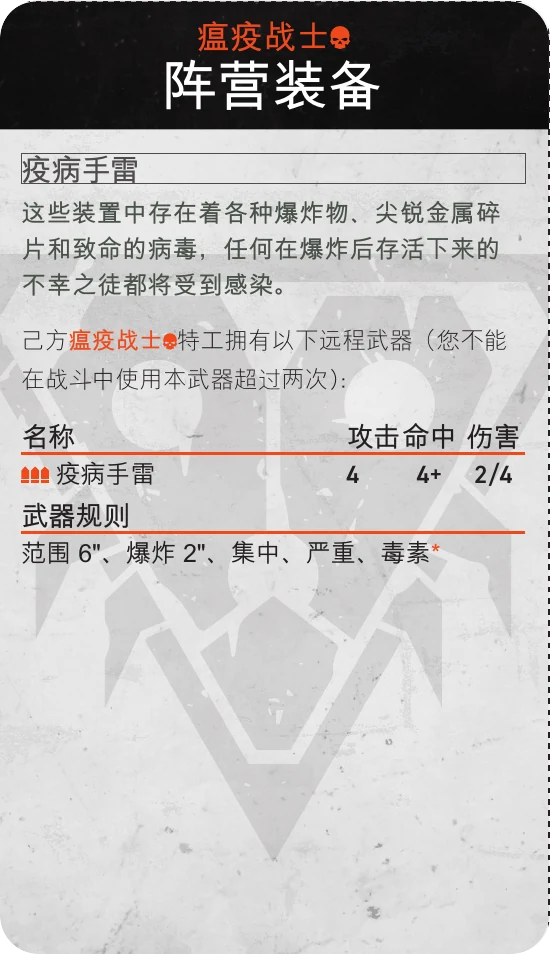 瘟疫战士
阵营装备
疫病手雷
这些装置中存在着各种爆炸物、尖锐金属碎
片和致命的病毒，任何在爆炸后存活下来的
不幸之徒都将受到感染。
己方瘟疫战士特工拥有以下远程武器（您不能
在战斗中使用本武器超过两次）：
名称 攻击 命中 伤害
疫病手雷 4 4+ 2/4
武器规则
范围 6"、爆炸 2"、集中、严重、毒素*